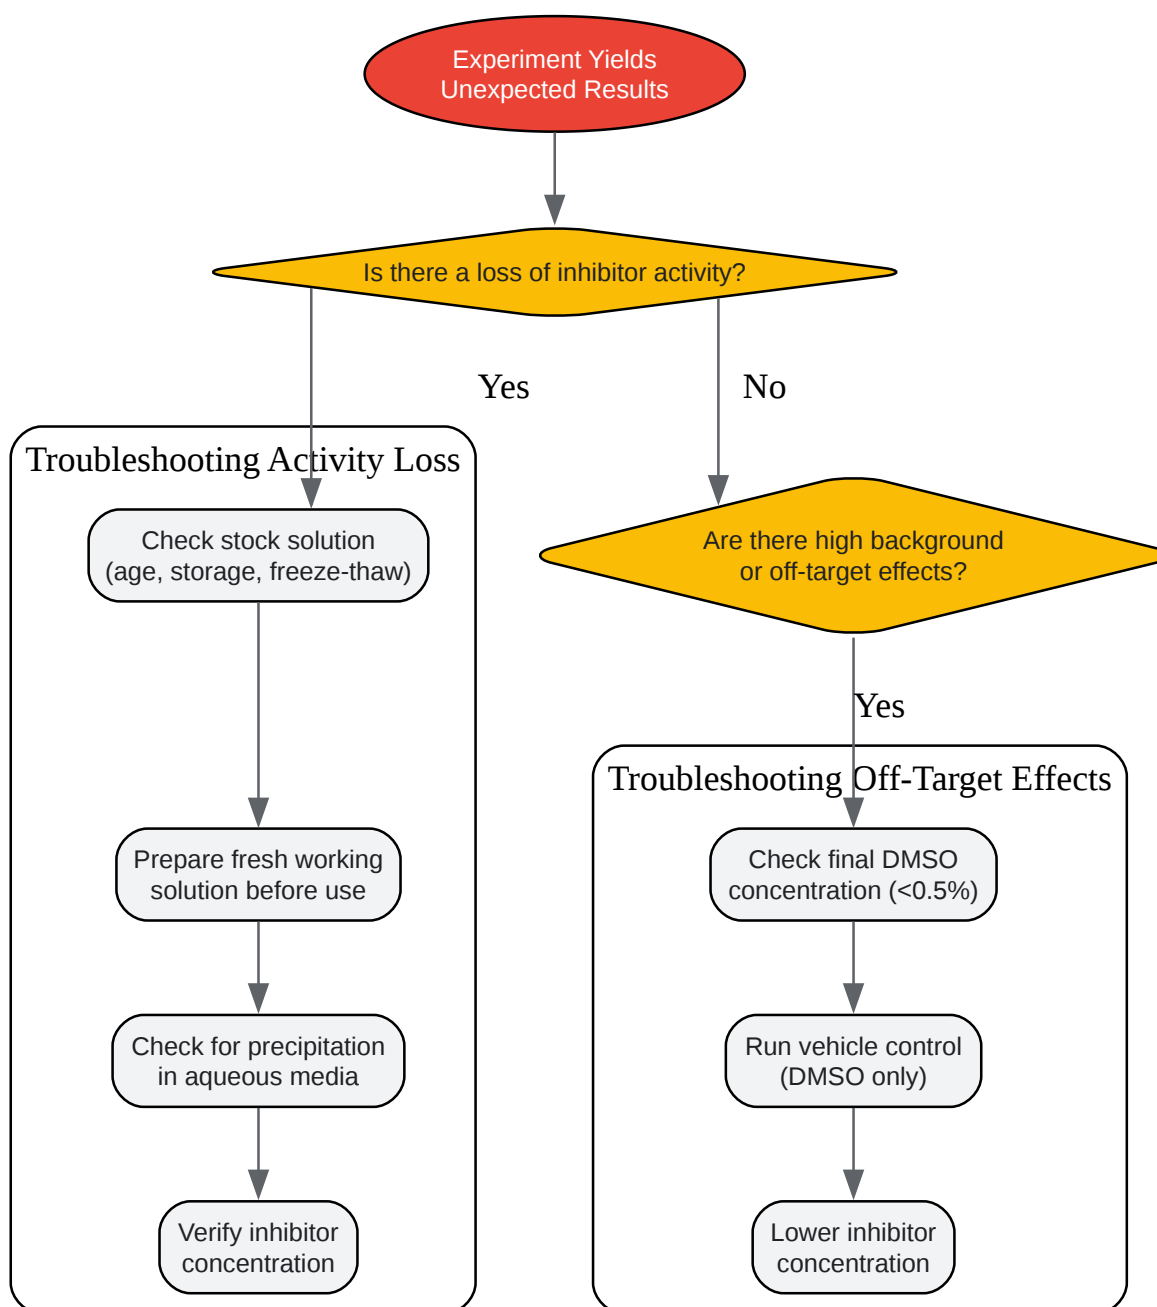 Experiment Yields
Unexpected Results
Is there a loss of inhibitor activity?
Yes
No
Troubleshooting Activity Loss
Check stock solution
(age, storage, freeze-thaw)
Are there high background
or off-target effects?
Yes
Troubleshooting Off-Target Effects
Prepare fresh working
solution before use
Check final DMSO
concentration (<0.5%)
Check for precipitation
in aqueous media
Run vehicle control
(DMSO only)
Verify inhibitor
concentration
Lower inhibitor
concentration